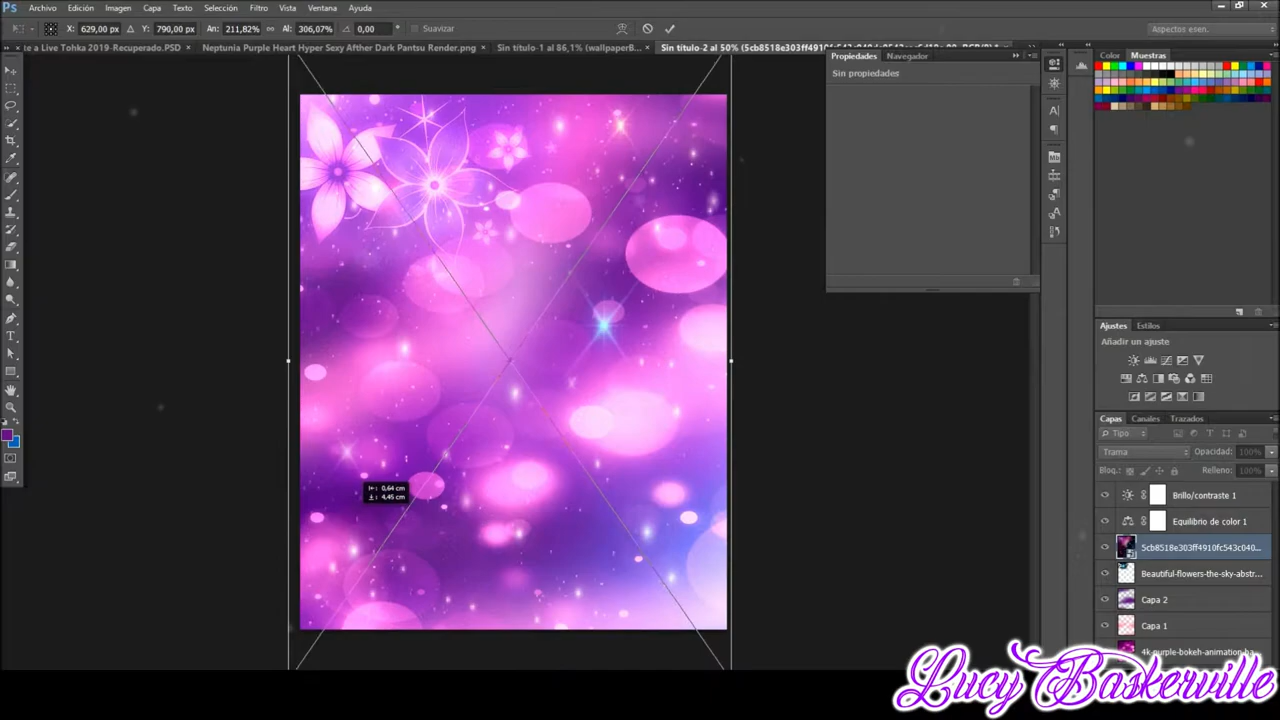 Ps Archivo Edición Imagen Capa Texto Selección Filtro Vista Ventana Ayuda
X: 629,00 px Y: 790,00 px An: 211,82% Al: 306,07% 0,00 ° Suavizar Aspectos esen.
e a Live Tohka 2019-Recuperado.PSD × Neptunia Purple Heart Hyper Sexy Afther Dark Pantsu Render.png × Sin título-1 al 86,1% (wallpaperb... × Sin título-2 al 50%
Propiedades Navegador
Color Muestras
Sin propiedades
Ajustes Estilos
Añadir un ajuste
Capas Canales Trazados
Tipo
Trama Opacidad: 100%
Bloq.: Relleno: 100%
Brillo/contraste 1
Equilibrio de color 1
0,64 cm
4,45 cm
5cb8518e303ff4910fc543c040...
Beautiful-flowers-the-sky-abstr...
Capa 2
Capa 1
4k-purple-bokeh-animation-ba...
Lucy Baskerville